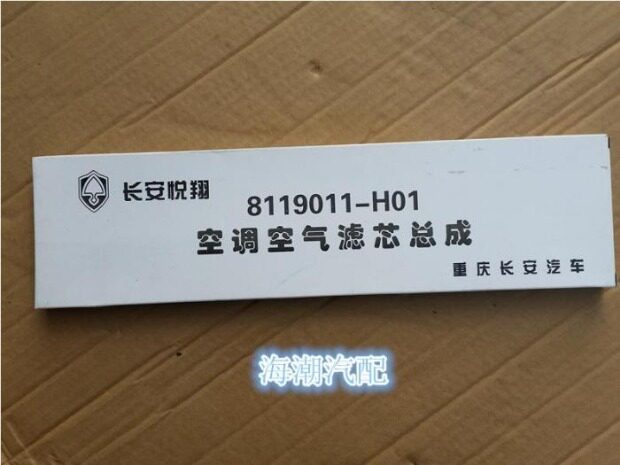 长安悦翔
8119011-H01
空调空气滤芯总成
重庆长安汽车
海潮汽配